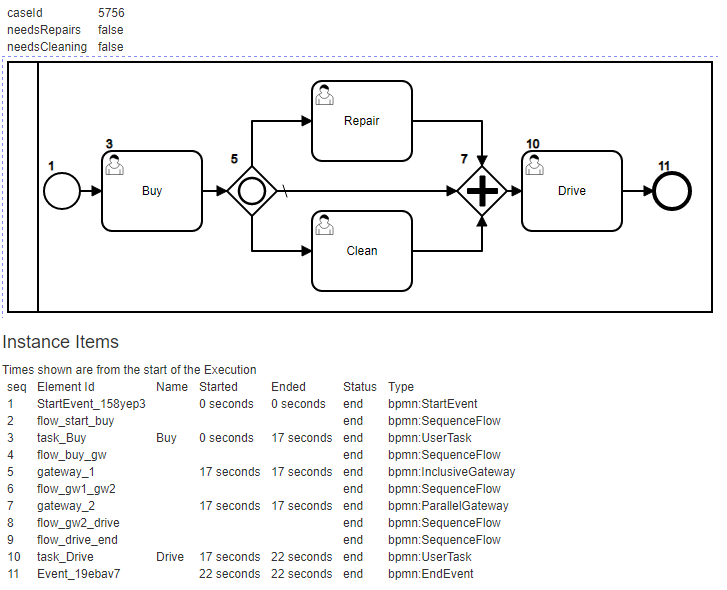 caseId 5756
needsRepairs false
needsCleaning false
Repair
3
10
1
5
7
11
Buy
Drive
Clean
Instance Items
Times shown are from the start of the Execution
seq Element Id Name Started Ended Status Type
1 StartEvent_158yep3 0 seconds 0 seconds end bpmn:StartEvent
2 flow_start_buy end bpmn:SequenceFlow
3 task_Buy Buy 0 seconds 17 seconds end bpmn:UserTask
4 flow_buy_gw end bpmn:SequenceFlow
5 gateway_1 17 seconds 17 seconds end bpmn:InclusiveGateway
6 flow_gw1_gw2 end bpmn:SequenceFlow
7 gateway_2 17 seconds 17 seconds end bpmn:ParallelGateway
8 flow_gw2_drive end bpmn:SequenceFlow
9 flow_drive_end end bpmn:SequenceFlow
10 task_Drive Drive 17 seconds 22 seconds end bpmn:UserTask
11 Event_19ebav7 22 seconds 22 seconds end bpmn:EndEvent